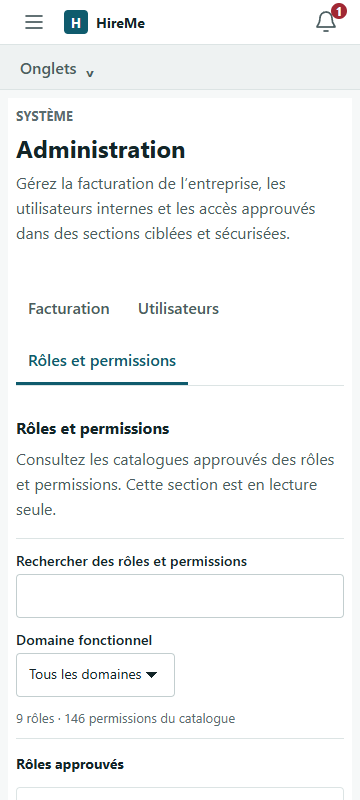 H HireMe
1
Onglets v
SYSTÈME
Administration
Gérez la facturation de l’entreprise, les
utilisateurs internes et les accès approuvés
dans des sections ciblées et sécurisées.
Facturation Utilisateurs
Rôles et permissions
Rôles et permissions
Consultez les catalogues approuvés des rôles
et permissions. Cette section est en lecture
seule.
Rechercher des rôles et permissions
Domaine fonctionnel
Tous les domaines
9 rôles · 146 permissions du catalogue
Rôles approuvés